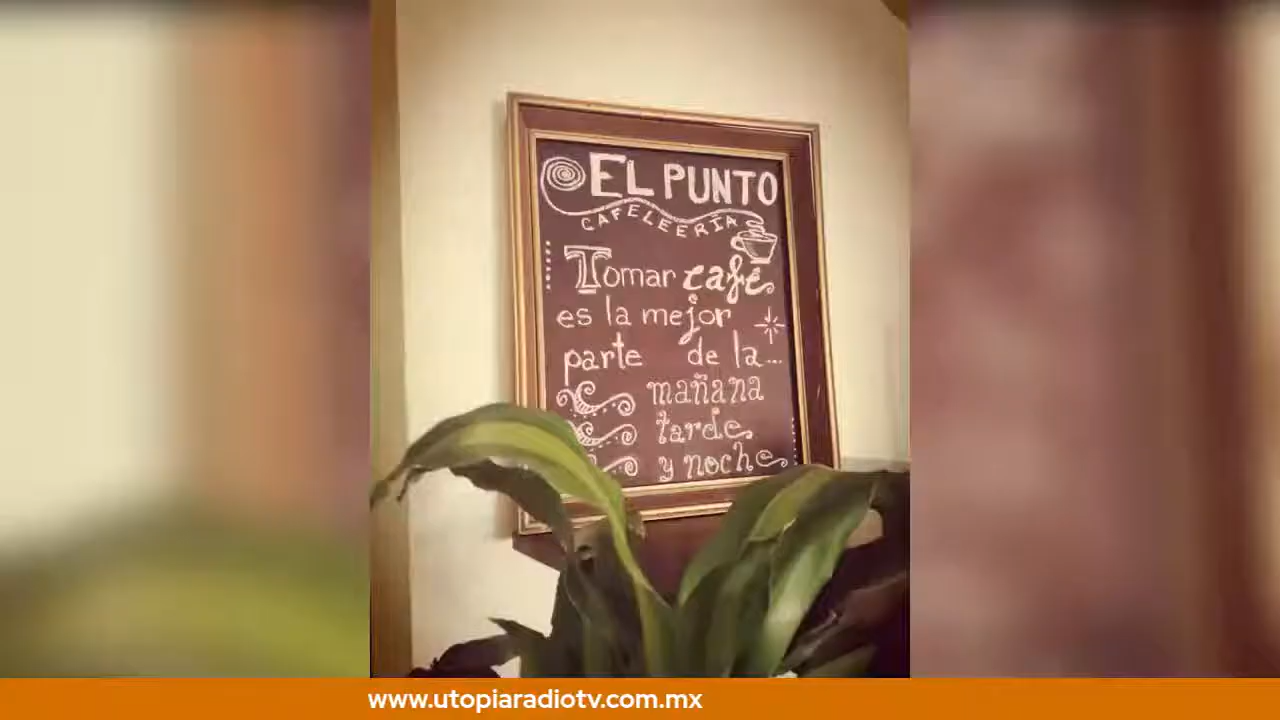 EL PUNTO
CAFELEERÍA
Tomar café
es la mejor
parte de la...
mañana
tarde
y noche
www.utopiaradiotv.com.mx